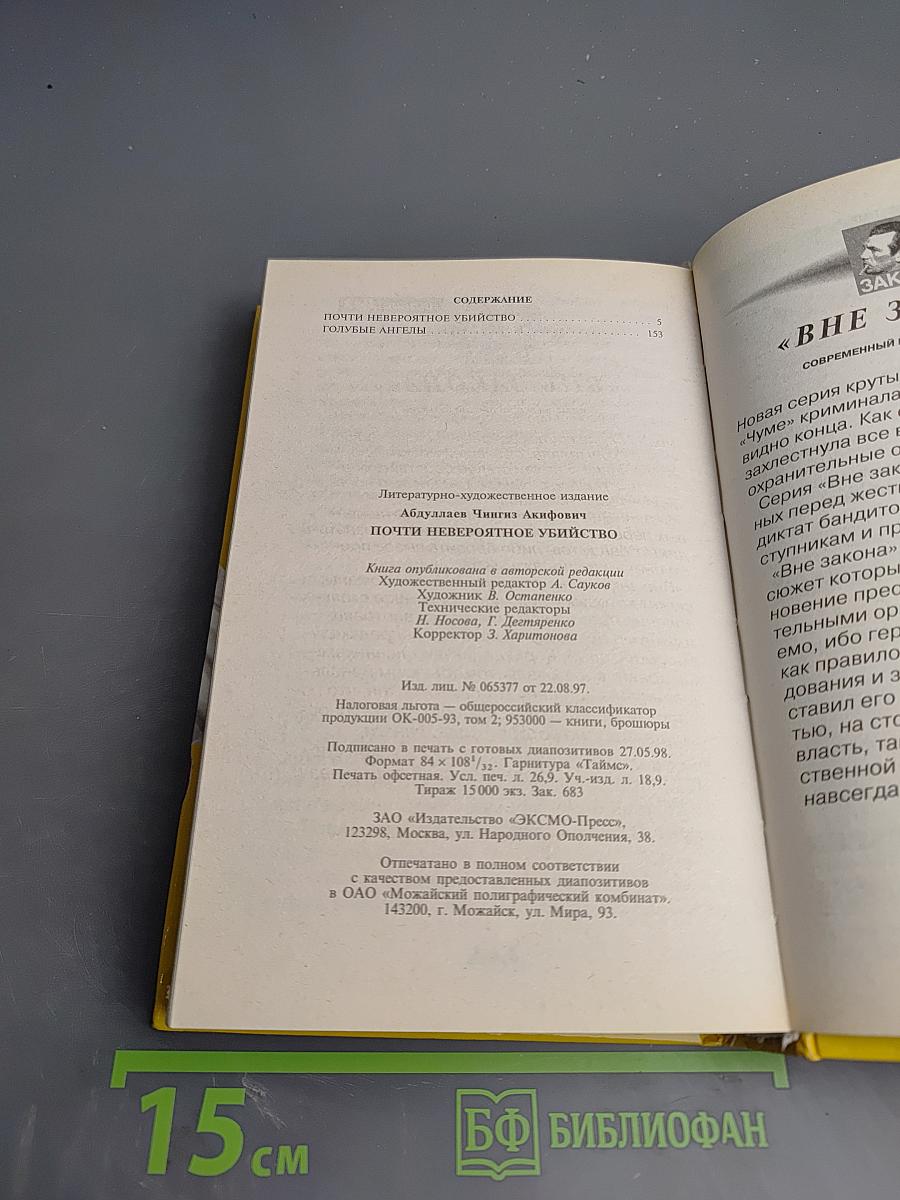 СОДЕРЖАНИЕ
ПОЧТИ НЕВЕРОЯТНОЕ УБИЙСТВО . . . . . . . . . . . . . . . . . . . . . 5
ГОЛУБЫЕ АНГЕЛЫ . . . . . . . . . . . . . . . . . . . . . . . . . . . . . . . . . 153
Литературно-художественное издание
Абдуллаев Чингиз Акифович
ПОЧТИ НЕВЕРОЯТНОЕ УБИЙСТВО
Книга опубликована в авторской редакции
Художественный редактор А. Сауков
Художник В. Остапенко
Технические редакторы
Н. Носова, Г. Дегтяренко
Корректор З. Харитонова
Изд. лиц. № 065377 от 22.08.97.
Налоговая льгота — общероссийский классификатор
продукции ОК-005-93, том 2; 953000 — книги, брошюры
Подписано в печать с готовых диапозитивов 27.05.98.
Формат 84 × 108¹/₃₂. Гарнитура «Таймс».
Печать офсетная. Усл. печ. л. 26,9. Уч.-изд. л. 18,9.
Тираж 15 000 экз. Зак. 683
ЗАО «Издательство «ЭКСМО-Пресс»,
123298, Москва, ул. Народного Ополчения, 38.
Отпечатано в полном соответствии
с качеством предоставленных диапозитивов
в ОАО «Можайский полиграфический комбинат».
143200, г. Можайск, ул. Мира, 93.
ЗАК
«ВНЕ З
СОВРЕМЕННЫЙ
Новая серия круты
«Чуме» криминала
видно конца. Как
захлестнула все в
охранительные о
Серия «Вне зак
ных перед жест
диктат бандито
ступникам и пр
«Вне закона»
сюжет которы
новение прес
тельными ор
емо, ибо гер
как правило
дования и з
ставил его
тью, на сто
власть, та
ственной
навсегда
15 см
БФ БИБЛИОФАН